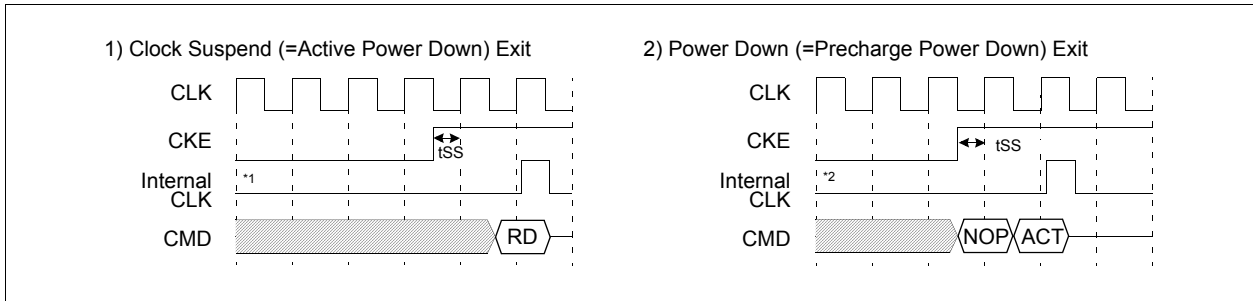 1) Clock Suspend (=Active Power Down) Exit
CLK
CKE
tSS
Internal CLK
*1
CMD
RD
2) Power Down (=Precharge Power Down) Exit
CLK
CKE
tSS
Internal CLK
*2
CMD
NOP
ACT